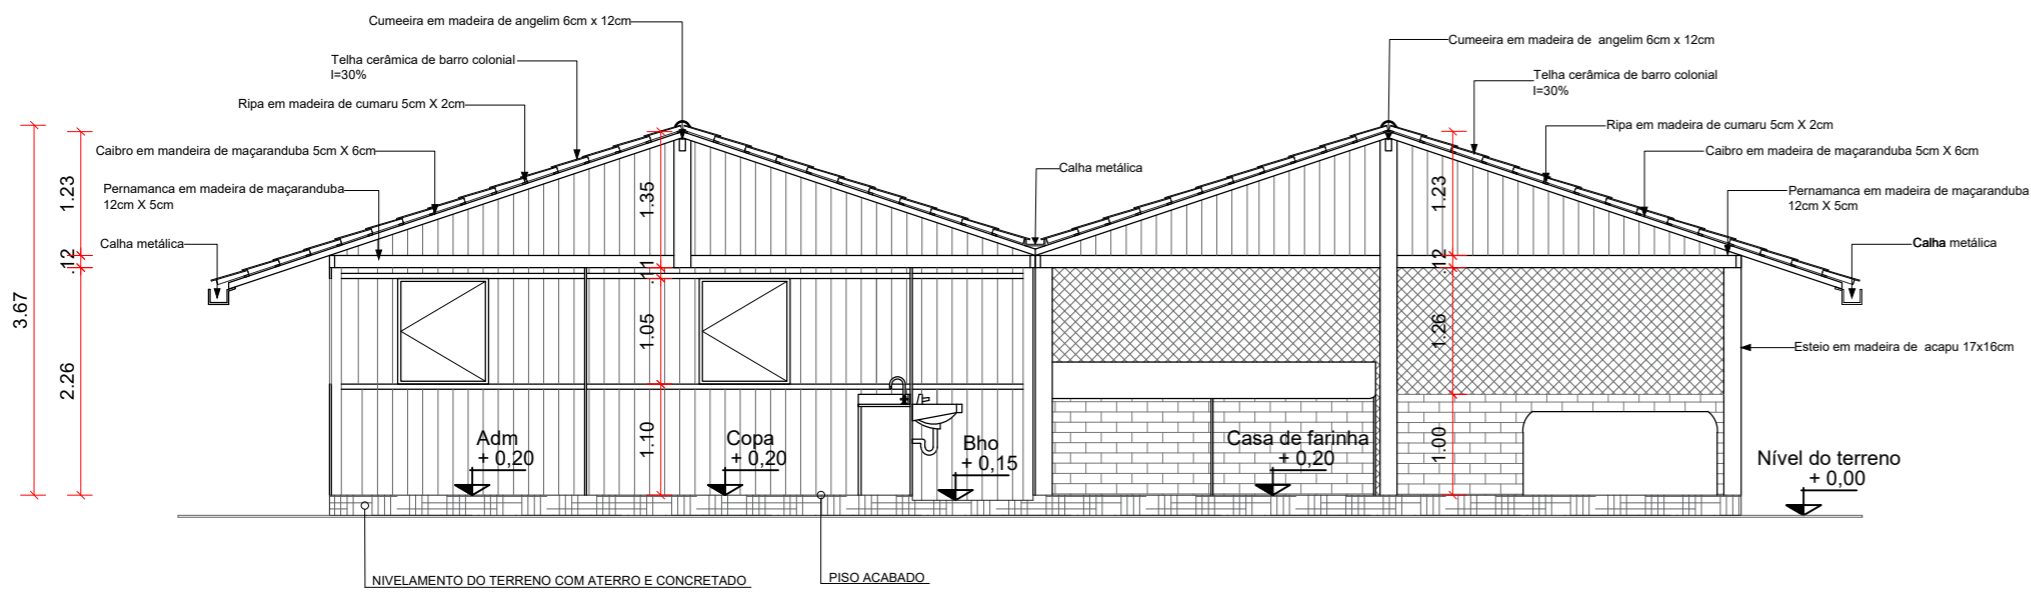 Cumeeira em madeira de angelim 6cm x 12cm
Telha cerâmica de barro colonial
I=30%
Ripa em madeira de cumaru 5cm X 2cm
Caibro em mandeira de maçaranduba 5cm X 6cm
Pernamanca em madeira de maçaranduba
12cm X 5cm
Calha metálica
Calha metálica
Cumeeira em madeira de  angelim 6cm x 12cm
Telha cerâmica de barro colonial
I=30%
Ripa em madeira de cumaru 5cm X 2cm
Caibro em madeira de maçaranduba 5cm X 6cm
Pernamanca em madeira de maçaranduba
12cm X 5cm
Calha metálica
Esteio em madeira de  acapu 17x16cm
3.67
1.23
.12
2.26
1.35
.11
1.05
1.10
1.23
.12
1.26
1.00
Adm
+ 0,20
Copa
+ 0,20
Bho
+ 0,15
Casa de farinha
+ 0,20
Nível do terreno
+ 0,00
NIVELAMENTO DO TERRENO COM ATERRO E CONCRETADO
PISO ACABADO